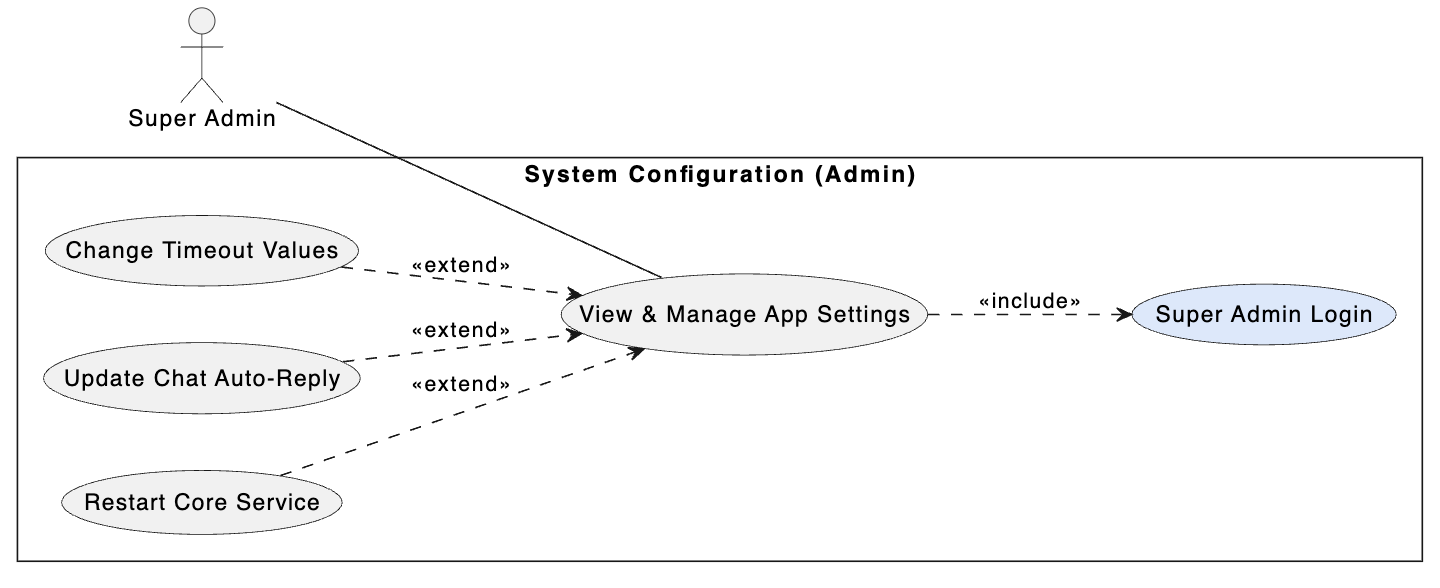 Super Admin
System Configuration (Admin)
Change Timeout Values
«extend»
View & Manage App Settings
«include»
Super Admin Login
«extend»
Update Chat Auto-Reply
«extend»
Restart Core Service